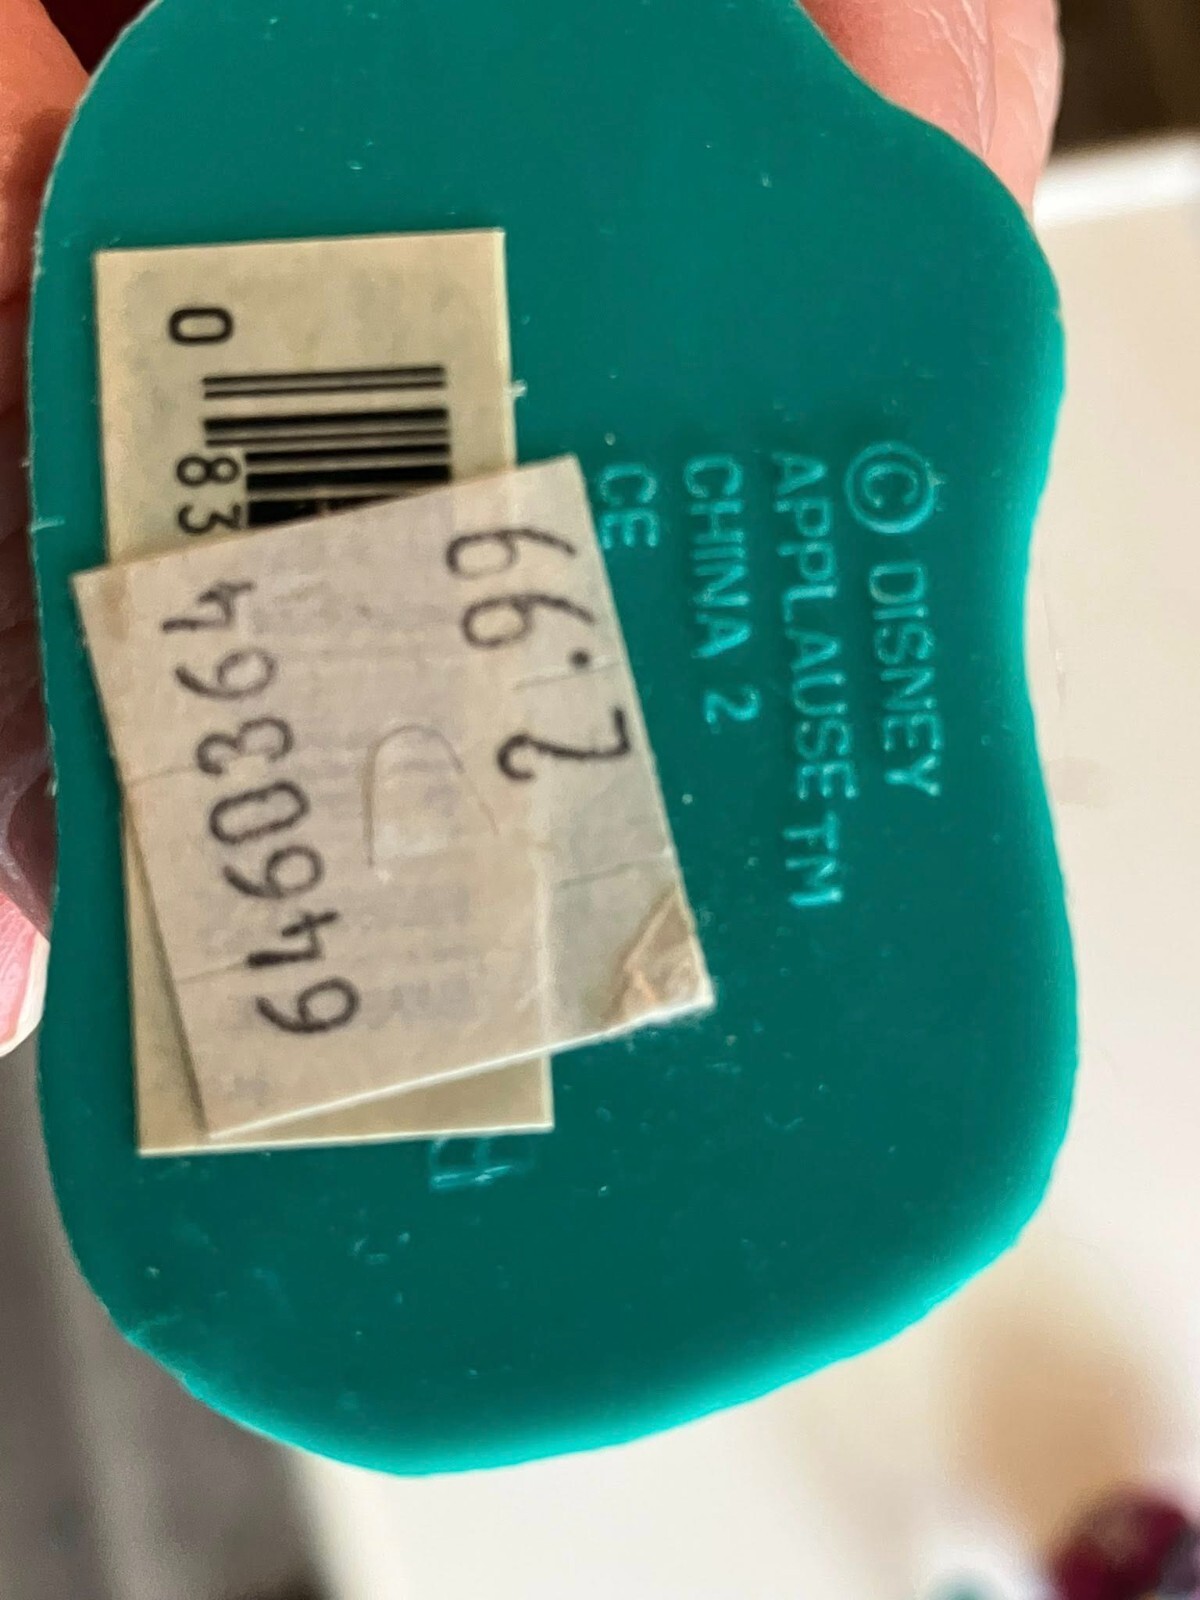 © DISNEY
APPLAUSE TM
CHINA 2
CE
0 83
6460364
2.99